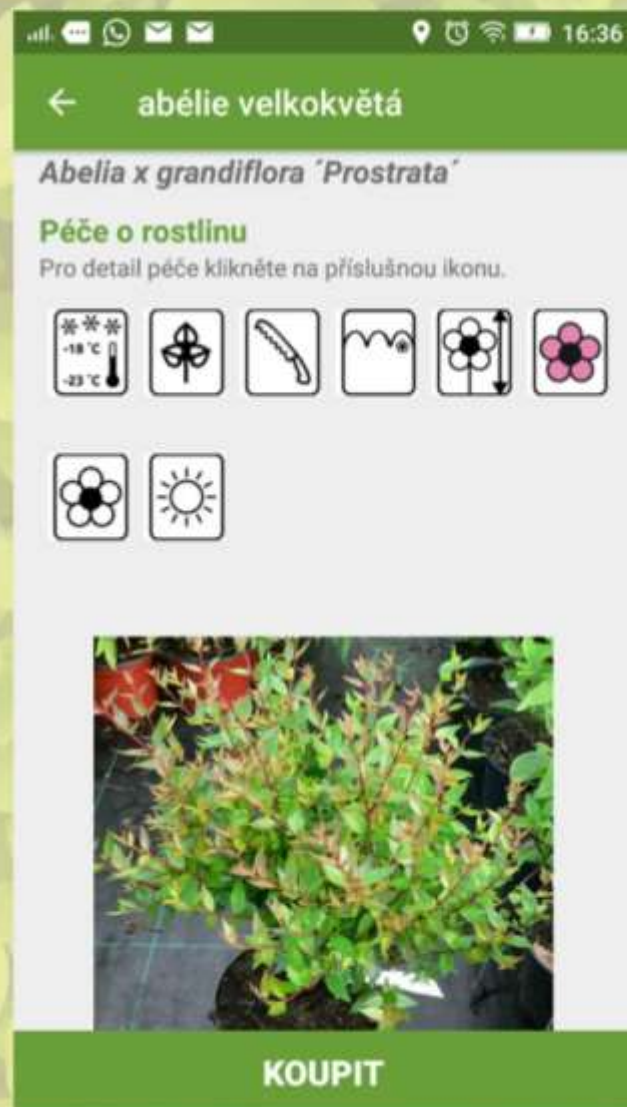 16:36
abélie velkokvětá
Abelia x grandiflora ´Prostrata´
Péče o rostlinu
Pro detail péče klikněte na příslušnou ikonu.
-18 °C
-23 °C
KOUPIT